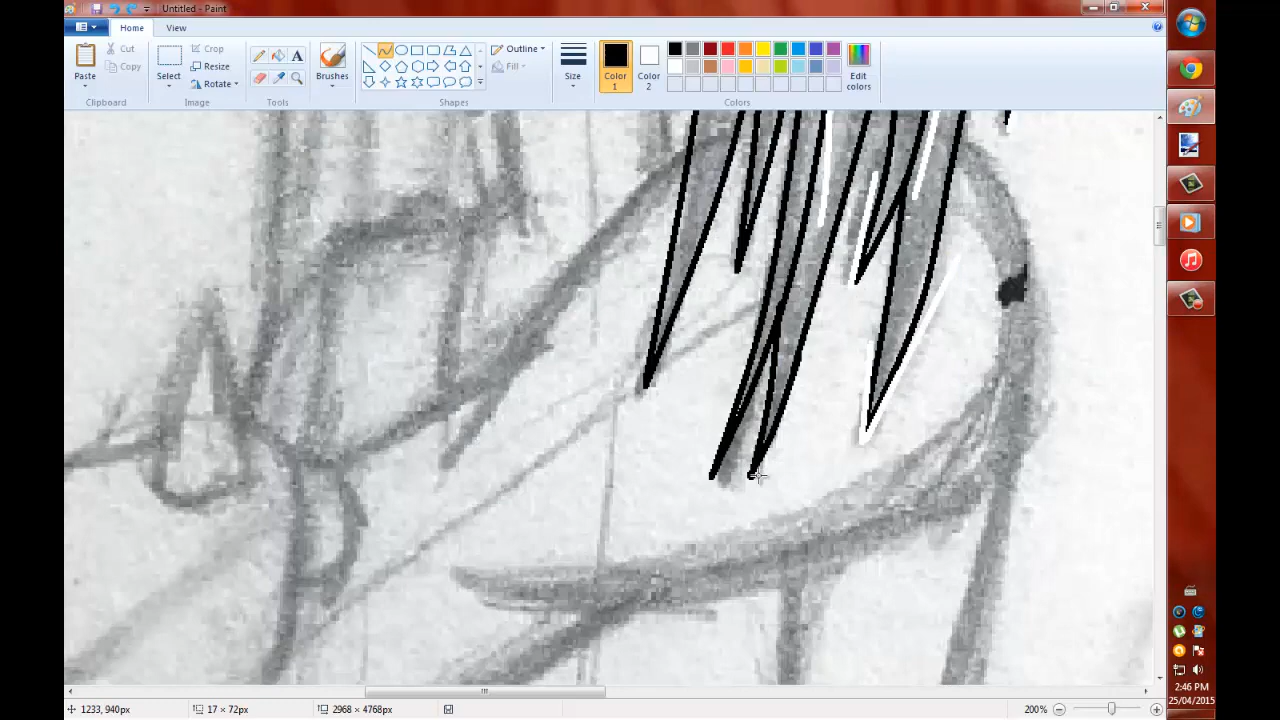 Untitled - Paint
Home View
Paste
Cut
Copy
Clipboard
Select
Crop
Resize
Rotate
Image
A
Tools
Brushes
Shapes
Outline
Fill
Size
Color 1
Color 2
Edit colors
Colors
1233, 940px
17 × 72px
2968 × 4768px
200%
2:46 PM
25/04/2015